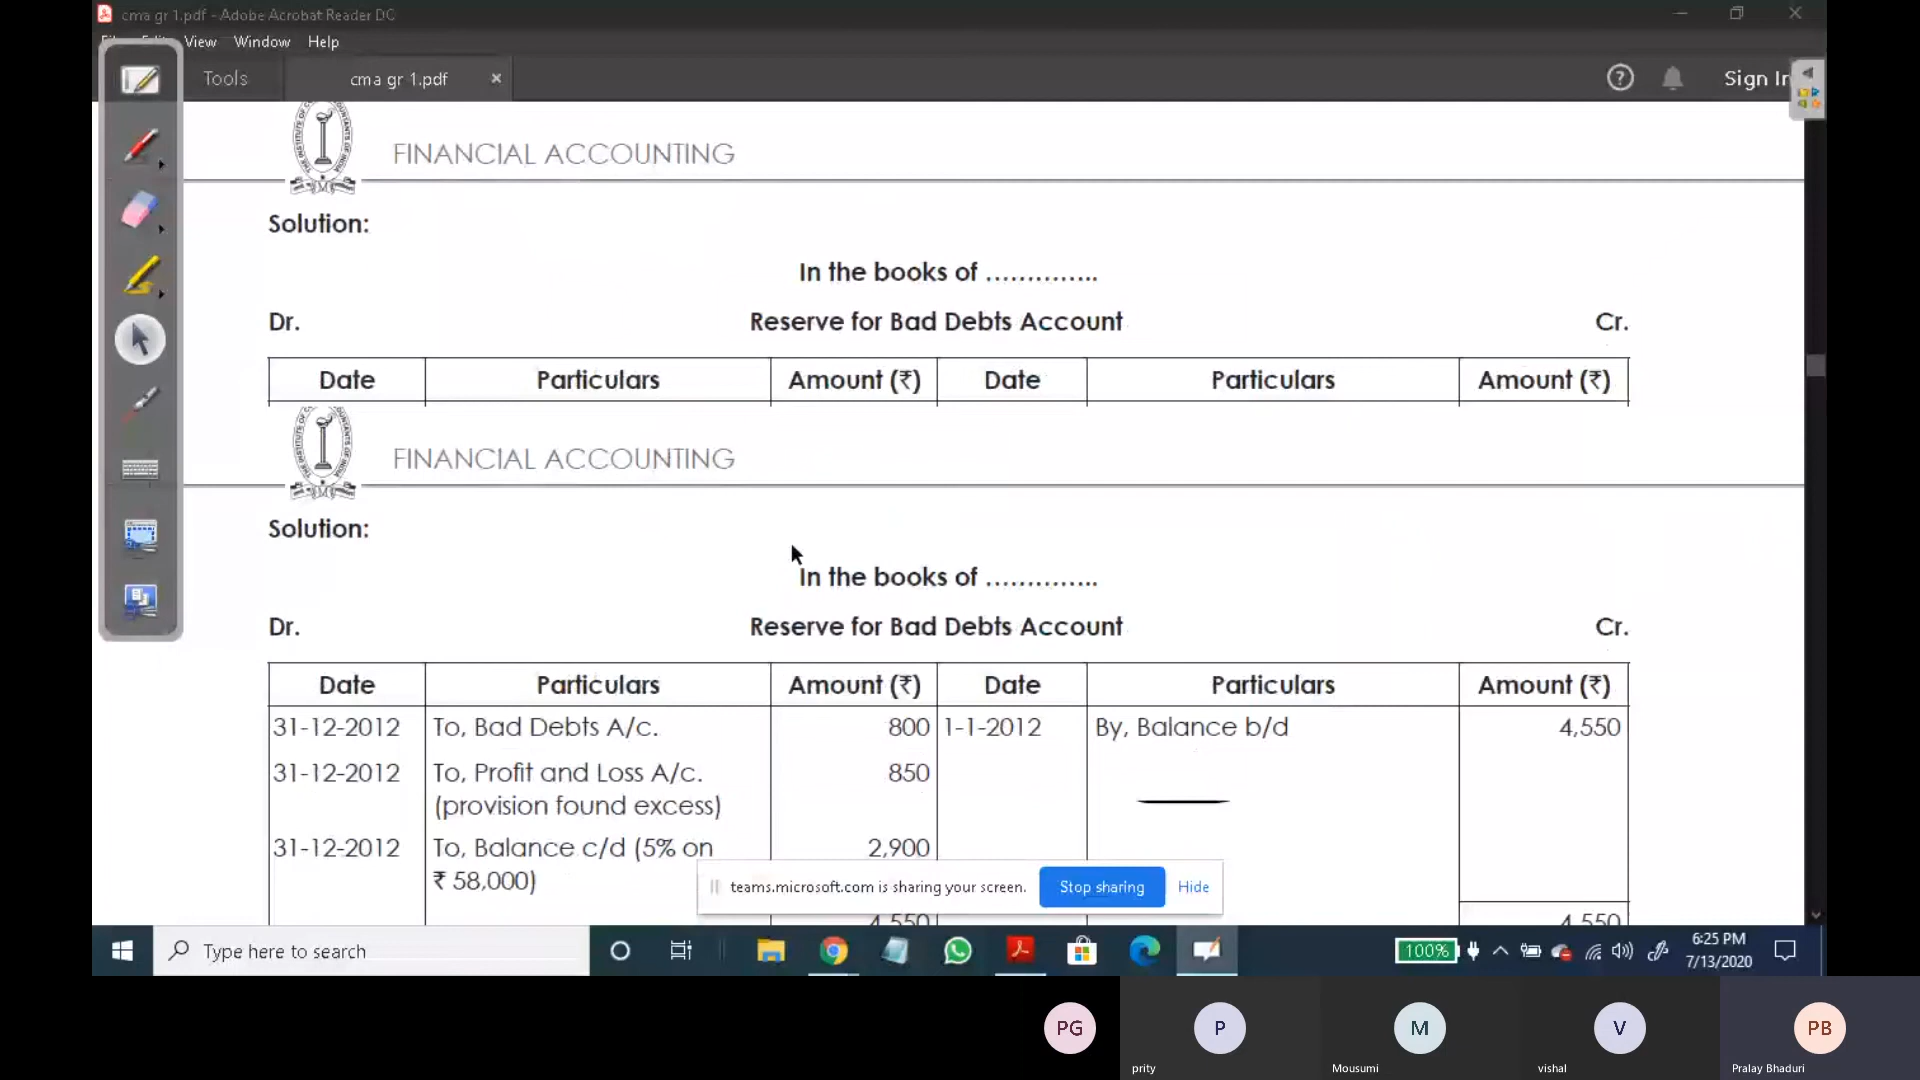 cma gr 1.pdf - Adobe Acrobat Reader DC
View Window Help
Tools cma gr 1.pdf × Sign In
FINANCIAL ACCOUNTING
Solution:
In the books of …………..
Dr. Reserve for Bad Debts Account Cr.
Date Particulars Amount (₹) Date Particulars Amount (₹)
FINANCIAL ACCOUNTING
Solution:
In the books of …………..
Dr. Reserve for Bad Debts Account Cr.
Date Particulars Amount (₹) Date Particulars Amount (₹)
31-12-2012 To, Bad Debts A/c. 800 1-1-2012 By, Balance b/d 4,550
31-12-2012 To, Profit and Loss A/c. 850
(provision found excess)
31-12-2012 To, Balance c/d (5% on 2,900
₹ 58,000)
4,550 4,550
teams.microsoft.com is sharing your screen. Stop sharing Hide
Type here to search 100% 6:25 PM
7/13/2020
PG P M V PB
prity Mousumi vishal Pralay Bhaduri